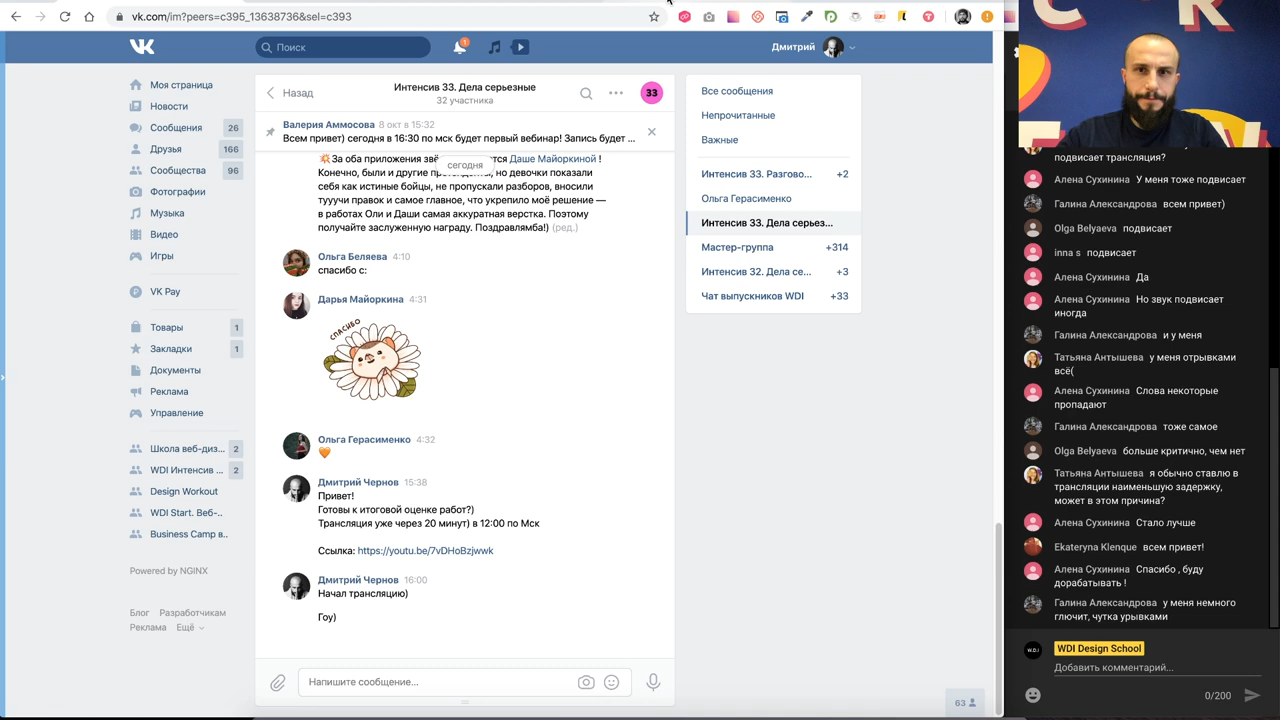 vk.com/im?peers=c395_13638736&sel=c393
Поиск
1
Дмитрий
Моя страница
Новости
Сообщения 26
Друзья 166
Сообщества 96
Фотографии
Музыка
Видео
Игры
VK Pay
Товары 1
Закладки 1
Документы
Реклама
Управление
Школа веб-диз... 2
WDI Интенсив ... 2
Design Workout
WDI Start. Веб-..
Business Camp в..
Powered by NGINX
Блог Разработчикам
Реклама Ещё
Назад
Интенсив 33. Дела серьезные
32 участника
33
Валерия Аммосова 8 окт в 15:32
Всем привет) сегодня в 16:30 по мск будет первый вебинар! Запись будет ...
сегодня
За оба приложения звё Даше Майоркиной !
Конечно, были и другие но девочки показали
себя как истиные бойцы, не пропускали разборов, вносили
тууучи правок и самое главное, что укрепило моё решение —
в работах Оли и Даши самая аккуратная верстка. Поэтому
получайте заслуженную награду. Поздравлямба!) (ред.)
Ольга Беляева 4:10
спасибо с:
Дарья Майоркина 4:31
СПАСИБО
Ольга Герасименко 4:32
Дмитрий Чернов 15:38
Привет!
Готовы к итоговой оценке работ?)
Трансляция уже через 20 минут) в 12:00 по Мск
Ссылка: https://youtu.be/7vDHoBzjwwk
Дмитрий Чернов 16:00
Начал трансляцию)
Гоу)
Напишите сообщение...
Все сообщения
Непрочитанные
Важные
Интенсив 33. Разгово... +2
Ольга Герасименко
Интенсив 33. Дела серьез...
Мастер-группа +314
Интенсив 32. Дела се... +3
Чат выпускников WDI +33
63
подвисает трансляция?
Алена Сухинина У меня тоже подвисает
Галина Александрова всем привет)
Olga Belyaeva подвисает
inna s подвисает
Алена Сухинина Да
Алена Сухинина Но звук подвисает
иногда
Галина Александрова и у меня
Татьяна Антышева у меня отрывками
всё(
Алена Сухинина Слова некоторые
пропадают
Галина Александрова тоже самое
Olga Belyaeva больше критично, чем нет
Татьяна Антышева я обычно ставлю в
трансляции наименьшую задержку,
может в этом причина?
Алена Сухинина Стало лучше
Ekateryna Klenque всем привет!
Алена Сухинина Спасибо , буду
дорабатывать !
Галина Александрова у меня немного
глючит, чутка урывками
W.D.I
WDI Design School
Добавить комментарий...
0/200